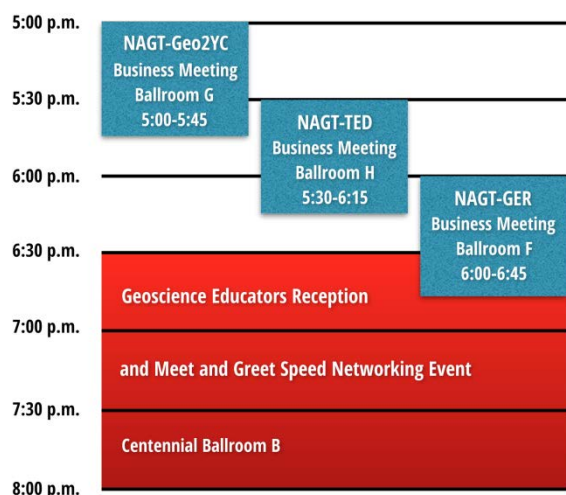 5:00 p.m.
NAGT-Geo2YC
Business Meeting
Ballroom G
5:00-5:45
5:30 p.m.
NAGT-TED
Business Meeting
Ballroom H
5:30-6:15
6:00 p.m.
NAGT-GER
Business Meeting
Ballroom F
6:00-6:45
6:30 p.m.
Geoscience Educators Reception
7:00 p.m.
and Meet and Greet Speed Networking Event
7:30 p.m.
Centennial Ballroom B
8:00 p.m.